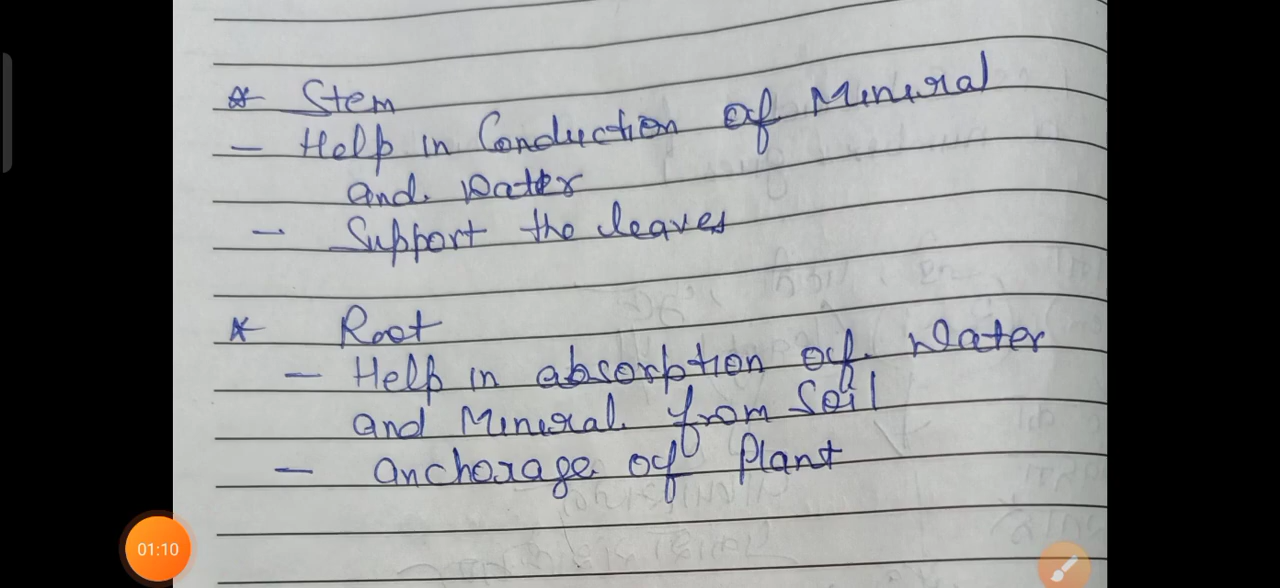 * Stem
- Help in Conduction of Mineral
and water
- Support the leaves
* Root
- Help in absorption of water
and Mineral from Soil
- anchorage of Plant
01:10